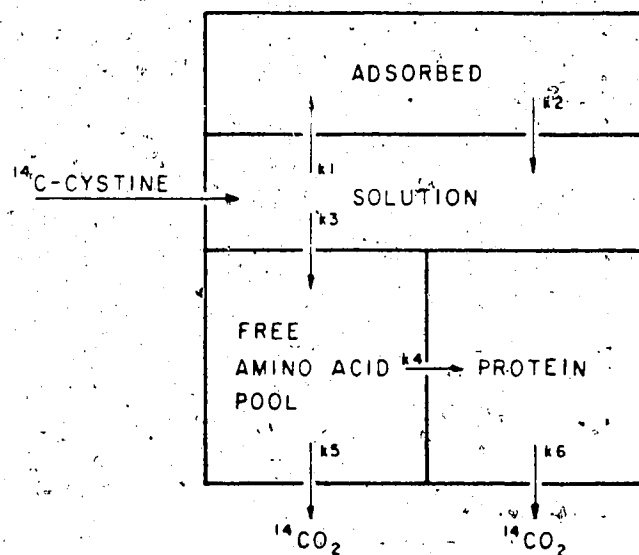 ADSORBED
k2
k1
14C-CYSTINE
SOLUTION
k3
FREE
AMINO ACID
POOL
k4
PROTEIN
k5
k6
14CO2
14CO2